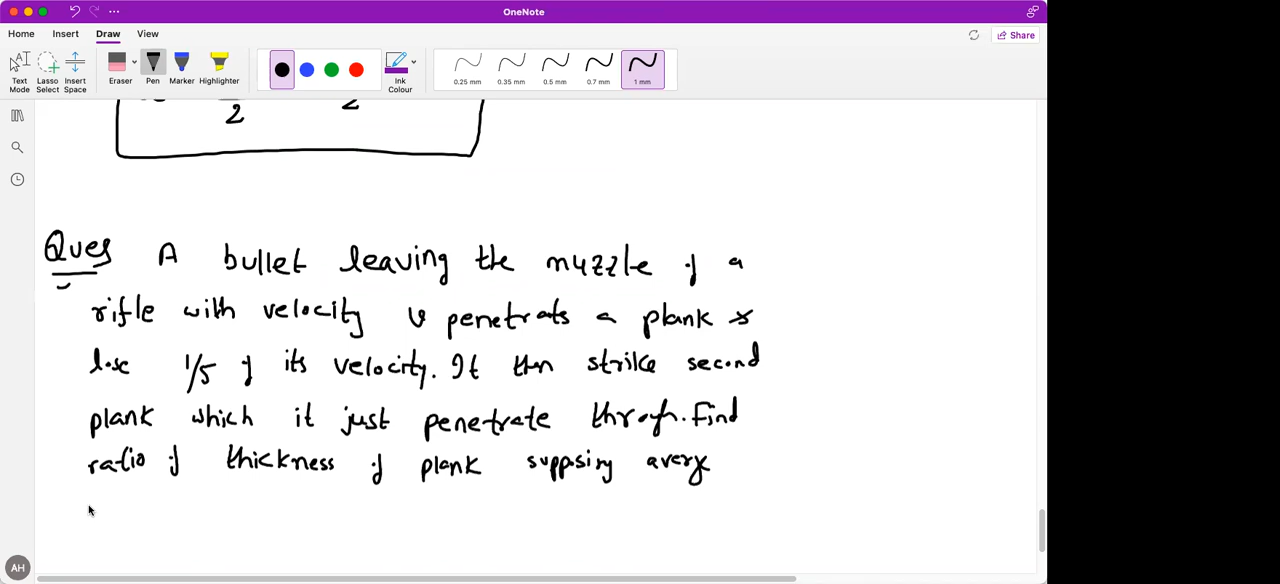 OneNote
Home Insert Draw View
Share
Text Mode
Lasso Select
Insert Space
Eraser
Pen
Marker
Highlighter
Ink Colour
0.25 mm
0.35 mm
0.5 mm
0.7 mm
1 mm
2 2
Ques A bullet leaving the muzzle of a
rifle with velocity v penetrats a plank &
lose 1/5 of its velocity. It then strike second
plank which it just penetrate through. Find
ratio of thickness of plank supposing
AH